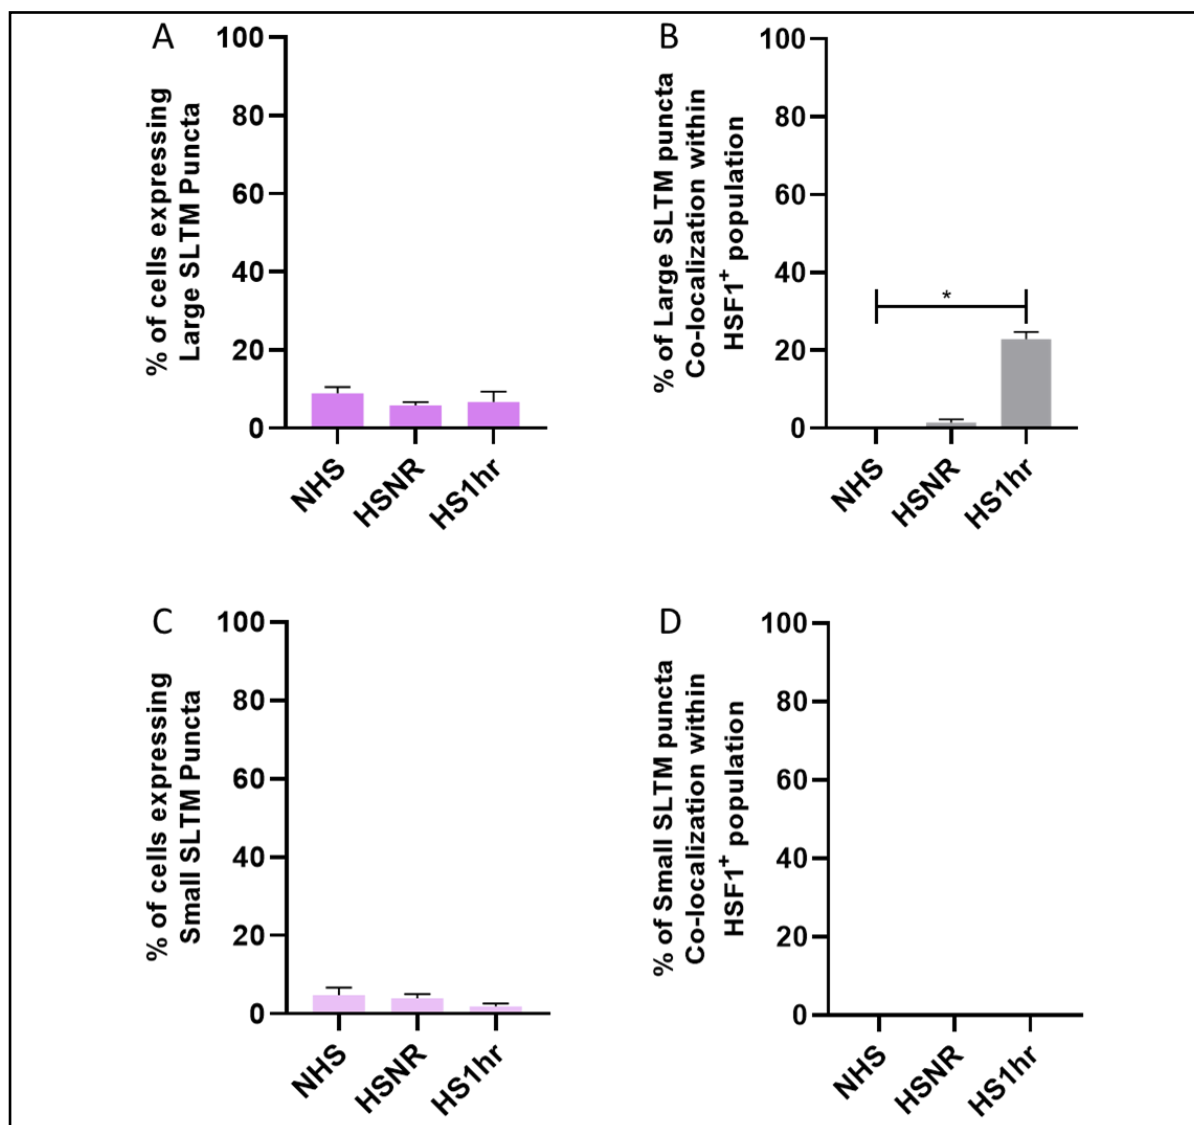 A
% of cells expressing
Large SLTM Puncta
100
80
60
40
20
0
NHS
HSNR
HS1hr
B
% of Large SLTM puncta
Co-localization within
HSF1⁺ population
100
80
60
40
20
0
*
NHS
HSNR
HS1hr
C
% of cells expressing
Small SLTM Puncta
100
80
60
40
20
0
NHS
HSNR
HS1hr
D
% of Small SLTM puncta
Co-localization within
HSF1⁺ population
100
80
60
40
20
0
NHS
HSNR
HS1hr